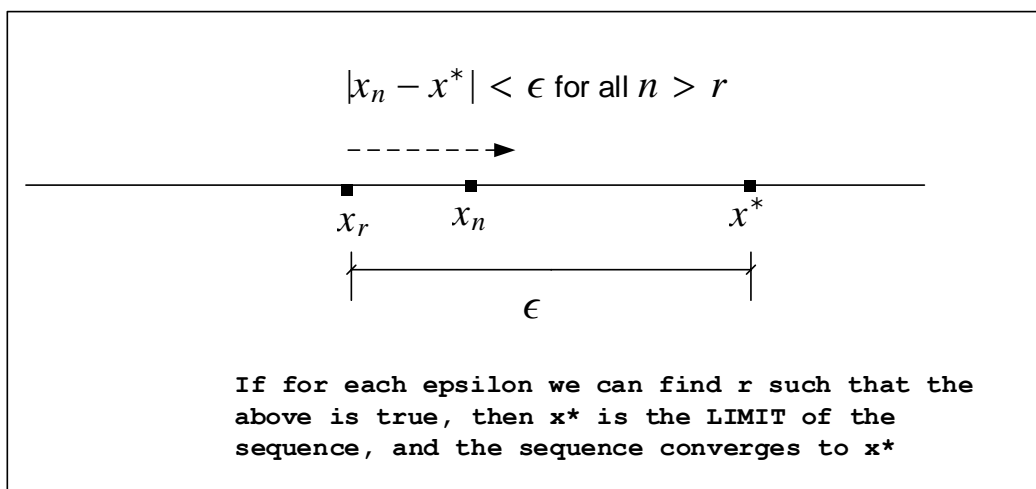 |x_n − x*| < ϵ for all n > r
x_r x_n x*
ϵ
If for each epsilon we can find r such that the
above is true, then x* is the LIMIT of the
sequence, and the sequence converges to x*